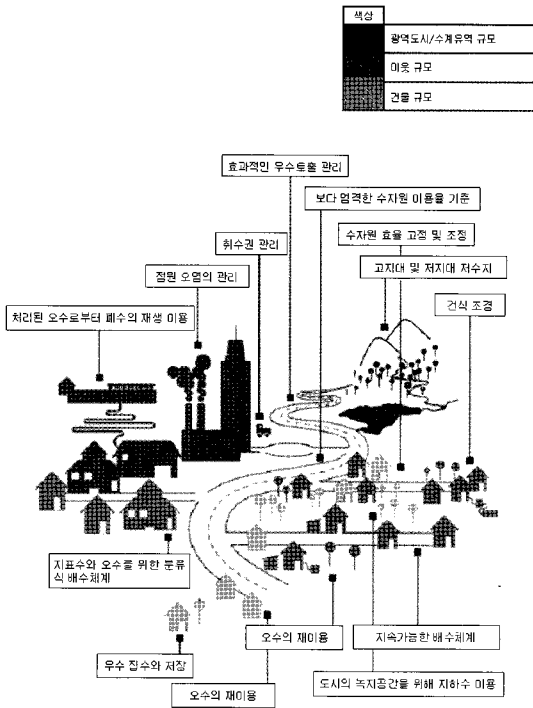 색상
광역도시/수계유역 규모
이웃 규모
건물 규모
효과적인 우수토출 관리
보다 엄격한 수자원 이용율 기준
취수권 관리
수자원 효율 고정 및 조정
점원 오염의 관리
고지대 및 저지대 저수지
처리된 오수로부터 폐수의 재생 이용
건식 조경
지표수와 오수를 위한 분류
식 배수체계
오수의 재이용
지속가능한 배수체계
우수 집수와 저장
오수의 재이용
도시의 녹지공간을 위해 지하수 이용